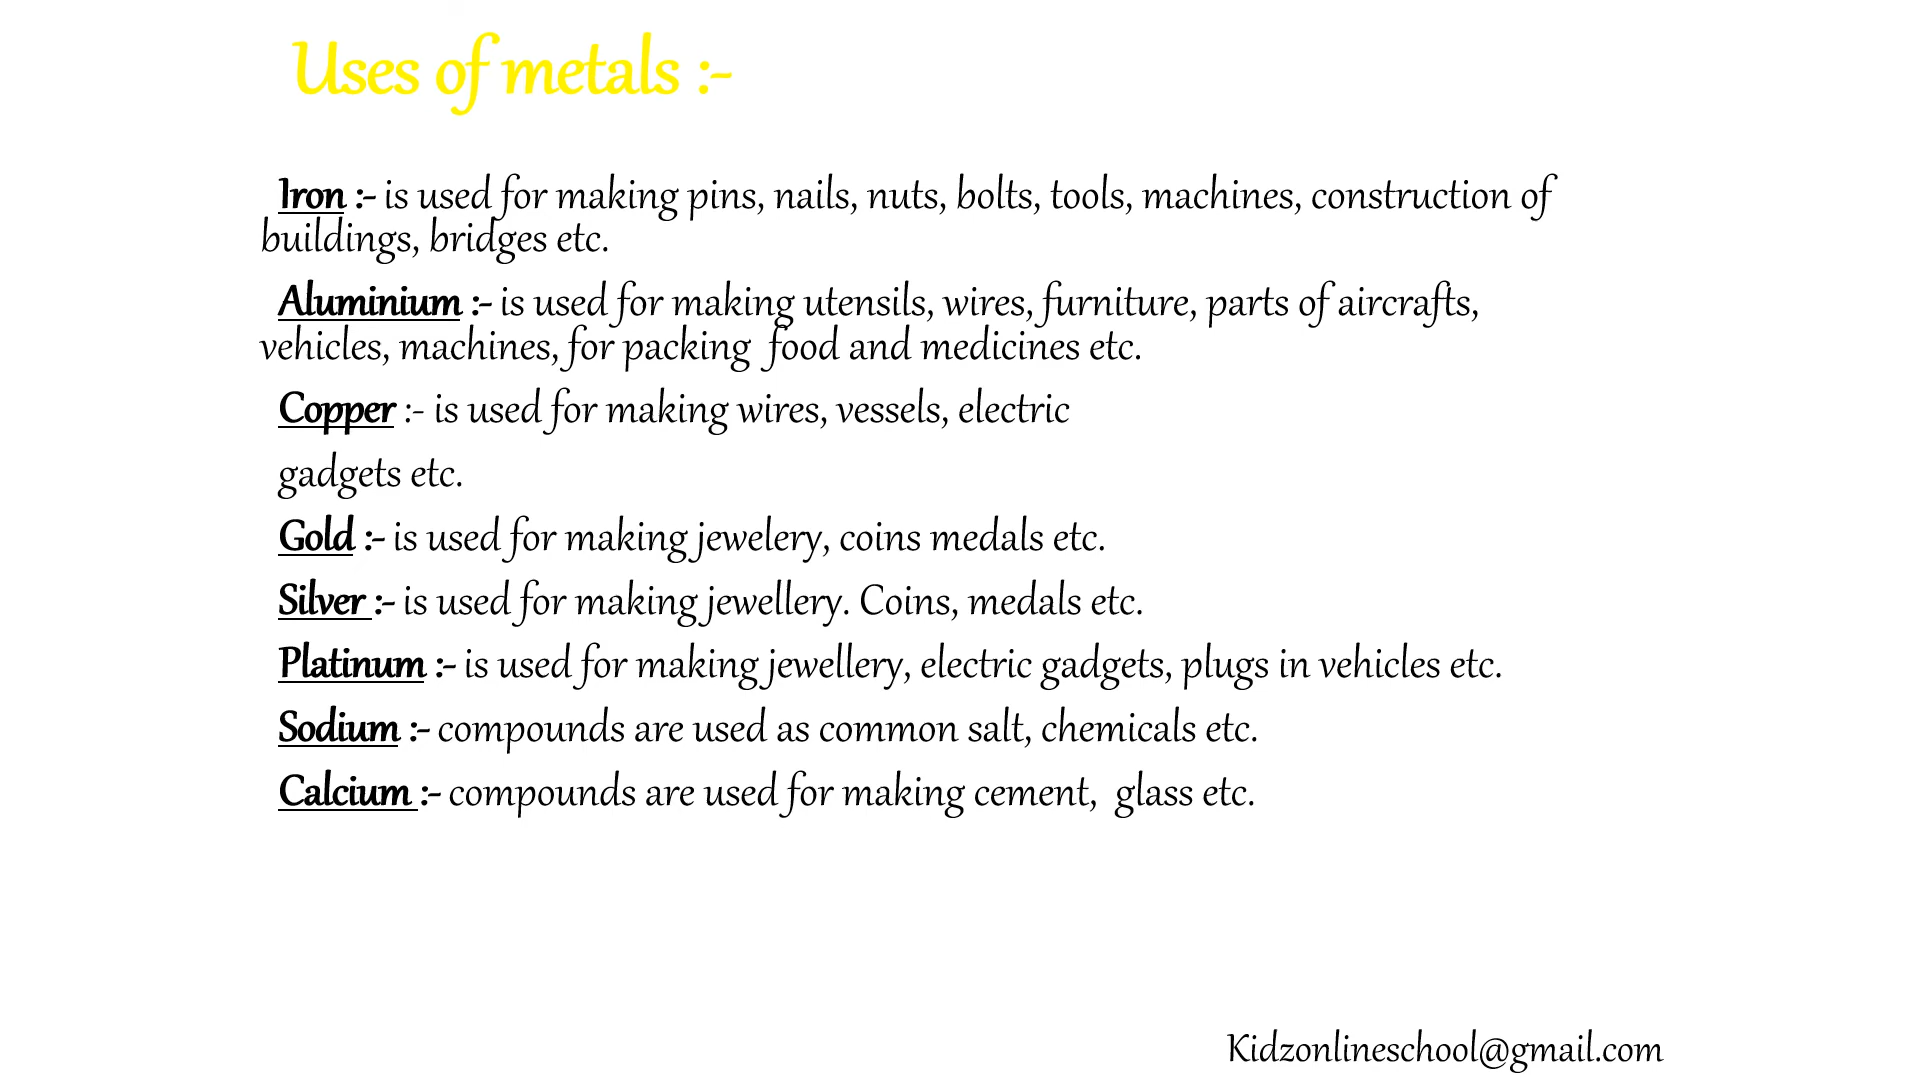 Uses of metals :-
Iron :- is used for making pins, nails, nuts, bolts, tools, machines, construction of
buildings, bridges etc.
Aluminium :- is used for making utensils, wires, furniture, parts of aircrafts,
vehicles, machines, for packing food and medicines etc.
Copper :- is used for making wires, vessels, electric
gadgets etc.
Gold :- is used for making jewelery, coins medals etc.
Silver :- is used for making jewellery. Coins, medals etc.
Platinum :- is used for making jewellery, electric gadgets, plugs in vehicles etc.
Sodium :- compounds are used as common salt, chemicals etc.
Calcium :- compounds are used for making cement, glass etc.
Kidzonlineschool@gmail.com